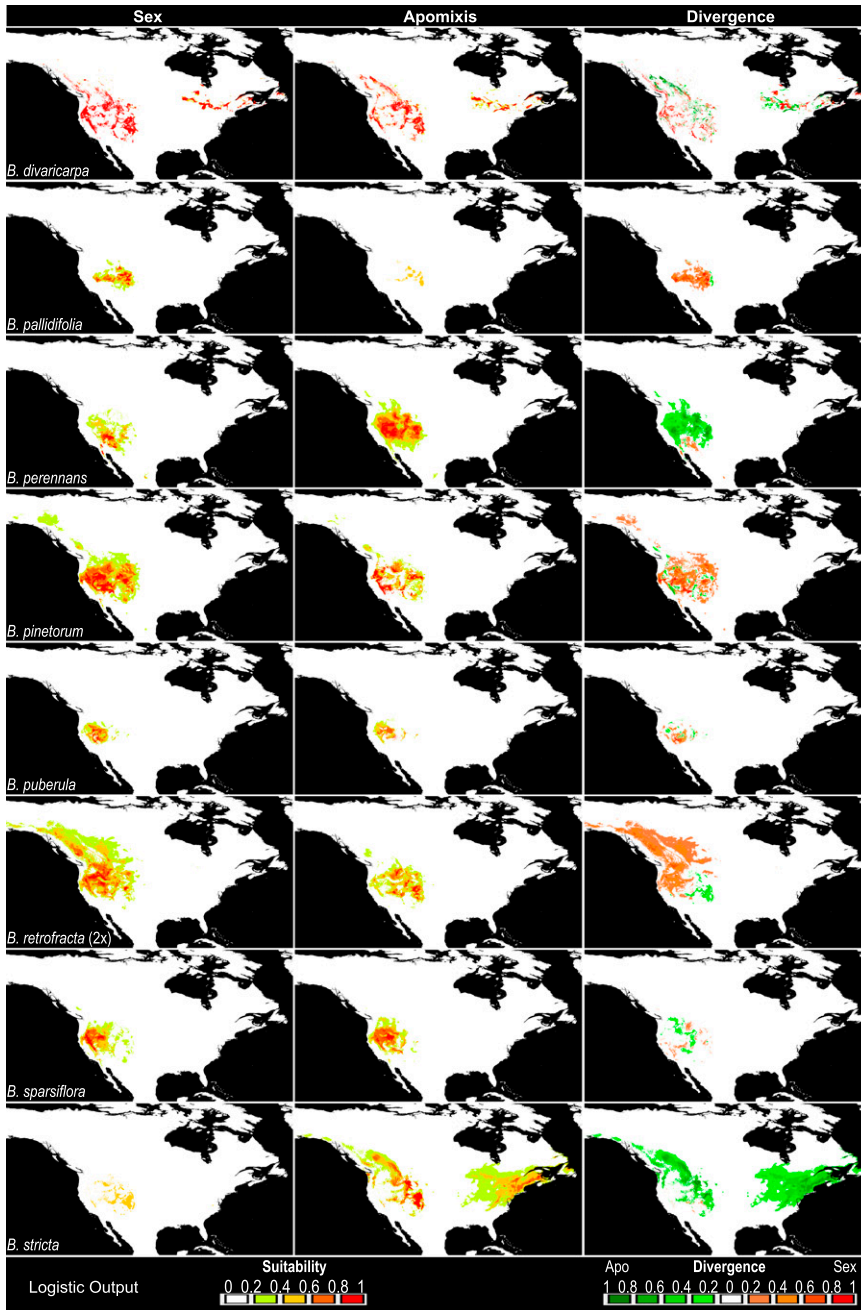 Sex Apomixis Divergence
B. divaricarpa
B. pallidifolia
B. perennans
B. pinetorum
B. puberula
B. retrofracta (2x)
B. sparsiflora
B. stricta
Suitability Apo Divergence Sex
Logistic Output 0 0.2 0.4 0.6 0.8 1 1 0.8 0.6 0.4 0.2 0 0.2 0.4 0.6 0.8 1